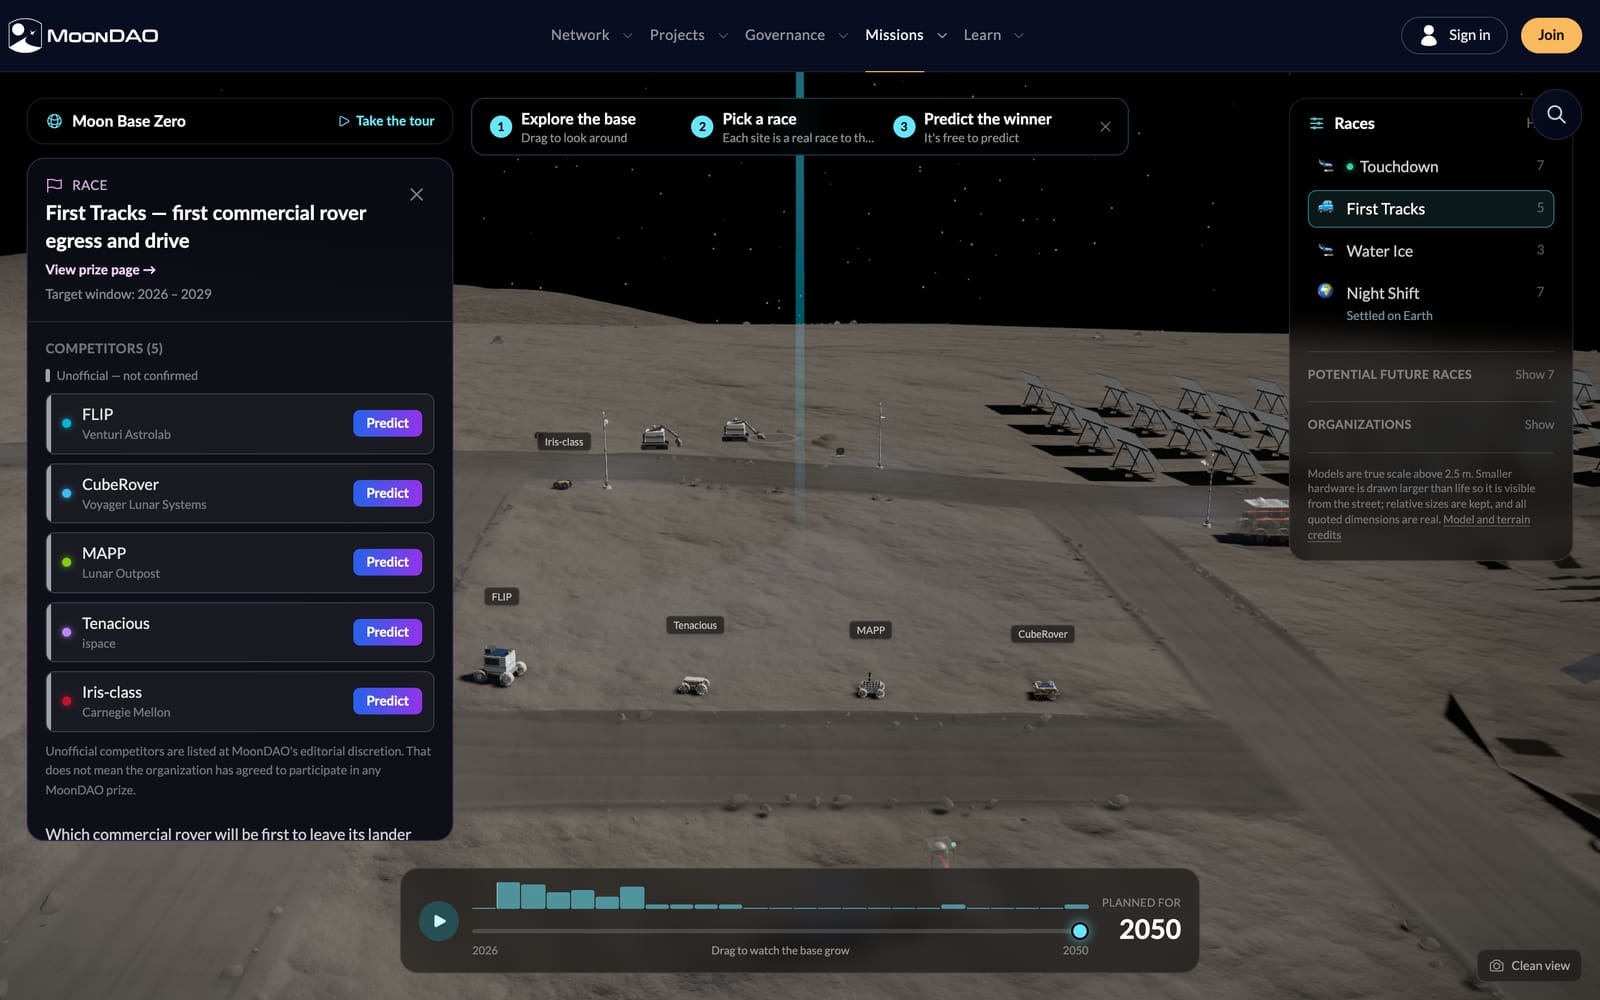 MOONDAO
Network
Projects
Governance
Missions
Learn
Sign in
Join
Moon Base Zero
Take the tour
1
Explore the base
Drag to look around
2
Pick a race
Each site is a real race to th...
3
Predict the winner
It's free to predict
RACE
First Tracks — first commercial rover
egress and drive
View prize page →
Target window: 2026 – 2029
COMPETITORS (5)
Unofficial — not confirmed
FLIP
Venturi Astrolab
Predict
CubeRover
Voyager Lunar Systems
Predict
MAPP
Lunar Outpost
Predict
Tenacious
ispace
Predict
Iris-class
Carnegie Mellon
Predict
Unofficial competitors are listed at MoonDAO's editorial discretion. That
does not mean the organization has agreed to participate in any
MoonDAO prize.
Which commercial rover will be first to leave its lander
Iris-class
FLIP
Tenacious
MAPP
CubeRover
Races
Touchdown 7
First Tracks 5
Water Ice 3
Night Shift 7
Settled on Earth
POTENTIAL FUTURE RACES Show 7
ORGANIZATIONS Show
Models are true scale above 2.5 m. Smaller
hardware is drawn larger than life so it is visible
from the street; relative sizes are kept, and all
quoted dimensions are real. Model and terrain
credits
2026
Drag to watch the base grow
2050
PLANNED FOR
2050
Clean view